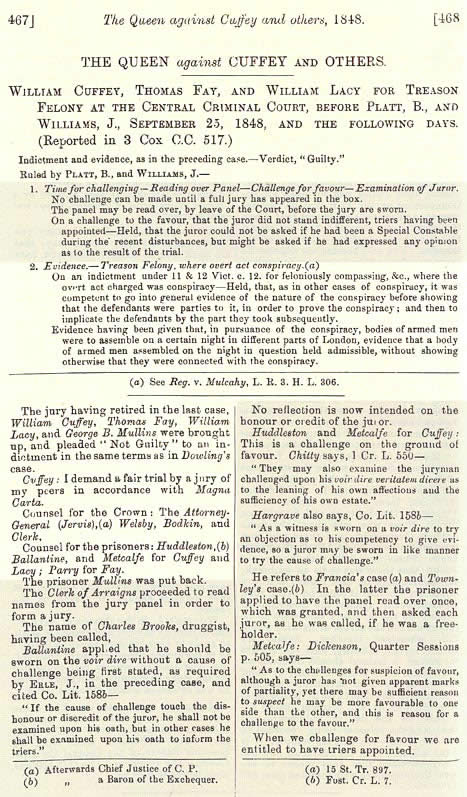 467] The Queen against Cuffey and others, 1848. [468
THE QUEEN against CUFFEY AND OTHERS.
WILLIAM CUFFEY, THOMAS FAY, AND WILLIAM LACY FOR TREASON
FELONY AT THE CENTRAL CRIMINAL COURT, BEFORE PLATT, B., AND
WILLIAMS, J., SEPTEMBER 25, 1848, AND THE FOLLOWING DAYS.
(Reported in 3 Cox C.C. 517.)
Indictment and evidence, as in the preceding case.—Verdict, "Guilty."
Ruled by PLATT, B., and WILLIAMS, J.—
1. Time for challenging—Reading over Panel—Challenge for favour—Examination of Juror.
No challenge can be made until a full jury has appeared in the box.
The panel may be read over, by leave of the Court, before the jury are sworn.
On a challenge to the favour, that the juror did not stand indifferent, triers having been
appointed—Held, that the juror could not be asked if he had been a Special Constable
during the recent disturbances, but might be asked if he had expressed any opinion
as to the result of the trial.
2. Evidence.—Treason Felony, where overt act conspiracy.(a)
On an indictment under 11 & 12 Vict. c. 12. for feloniously compassing, &c., where the
overt act charged was conspiracy—Held, that, as in other cases of conspiracy, it was
competent to go into general evidence of the nature of the conspiracy before showing
that the defendants were parties to it, in order to prove the conspiracy; and then to
implicate the defendants by the part they took subsequently.
Evidence having been given that, in pursuance of the conspiracy, bodies of armed men
were to assemble on a certain night in different parts of London, evidence that a body
of armed men assembled on the night in question held admissible, without showing
otherwise that they were connected with the conspiracy.
(a) See Reg. v. Mulcahy, L. R. 3. H. L. 306.
The jury having retired in the last case,
William Cuffey, Thomas Fay, William
Lacy, and George B. Mullins were brought
up, and pleaded "Not Guilty" to an in-
dictment in the same terms as in Dowling's
case.
Cuffey: I demand a fair trial by a jury of
my peers in accordance with Magna
Carta.
Counsel for the Crown: The Attorney-
General (Jervis),(a) Welsby, Bodkin, and
Clerk,
Counsel for the prisoners: Huddleston,(b)
Ballantine, and Metcalfe for Cuffey and
Lacy; Parry for Fay.
The prisoner Mullins was put back.
The Clerk of Arraigns proceeded to read
names from the jury panel in order to
form a jury.
The name of Charles Brooks, druggist,
having been called,
Ballantine applied that he should be
sworn on the voir dire without a cause of
challenge being first stated, as required
by ERLE, J., in the preceding case, and
cited Co. Lit. 158b—
"If the cause of challenge touch the dis-
honour or discredit of the juror, he shall not be
examined upon his oath, but in other cases he
shall be examined upon his oath to inform the
triers."
(a) Afterwards Chief Justice of C. P.
(b) " a Baron of the Exchequer.
No reflection is now intended on the
honour or credit of the juror.
Huddleston and Metcalfe for Cuffey:
This is a challenge on the ground of
favour. Chitty says, 1 Cr. L. 550—
"They may also examine the juryman
challenged upon his voir dire veritatem dicere as
to the leaning of his own affections and the
sufficiency of his own estate."
Hargrave also says, Co. Lit. 158b—
"As a witness is sworn on a voir dire to try
an objection as to his competency to give evi-
dence, so a juror may be sworn in like manner
to try the cause of challenge."
He refers to Francia's case (a) and Town-
ley's case.(b) In the latter the prisoner
applied to have the panel read over once,
which was granted, and then asked each
juror, as he was called, if he was a free-
holder.
Metcalfe: Dickenson, Quarter Sessions
p. 505, says—
"As to the challenges for suspicion of favour,
although a juror has not given apparent marks
of partiality, yet there may be sufficient reason
to suspect he may be more favourable to one
side than the other, and this is reason for a
challenge to the favour."
When we challenge for favour we are
entitled to have triers appointed.
(a) 15 St. Tr. 897.
(b) Fost. Cr. L. 7.